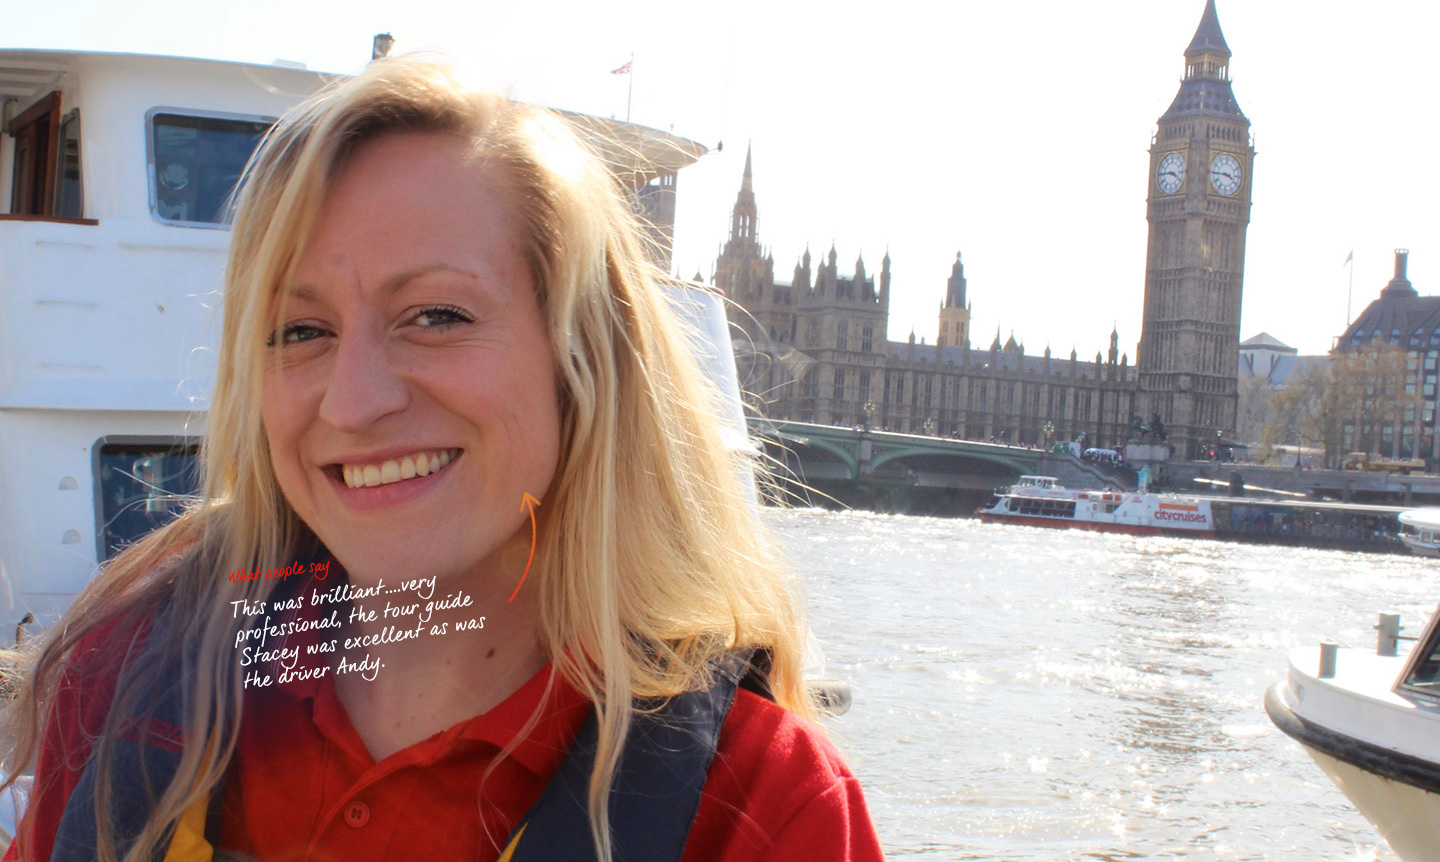 What people say
This was brilliant....very
professional, the tour guide
Stacey was excellent as was
the driver Andy.
citycruises